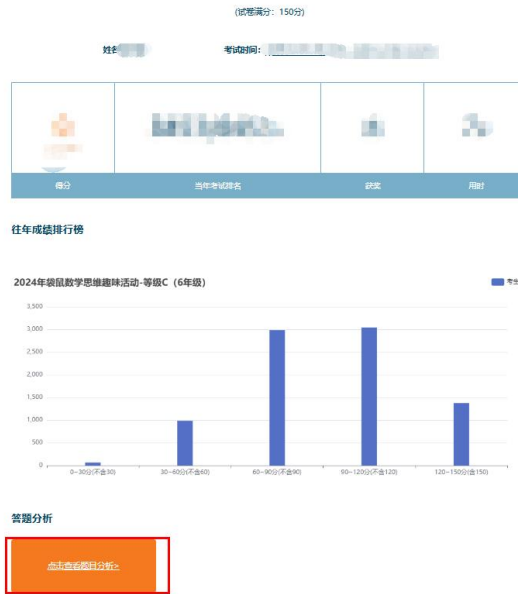 (试卷满分：150分)
姓名
考试时间：
得分 当年考试排名 获奖 用时
往年成绩排行榜
2024年袋鼠数学思维趣味活动-等级C（6年级）
考生
3,500
3,000
2,500
2,000
1,500
1,000
500
0
0~30分(不含30) 30~60分(不含60) 60~90分(不含90) 90~120分(不含120) 120~150分(含150)
答题分析
点击查看题目分析>